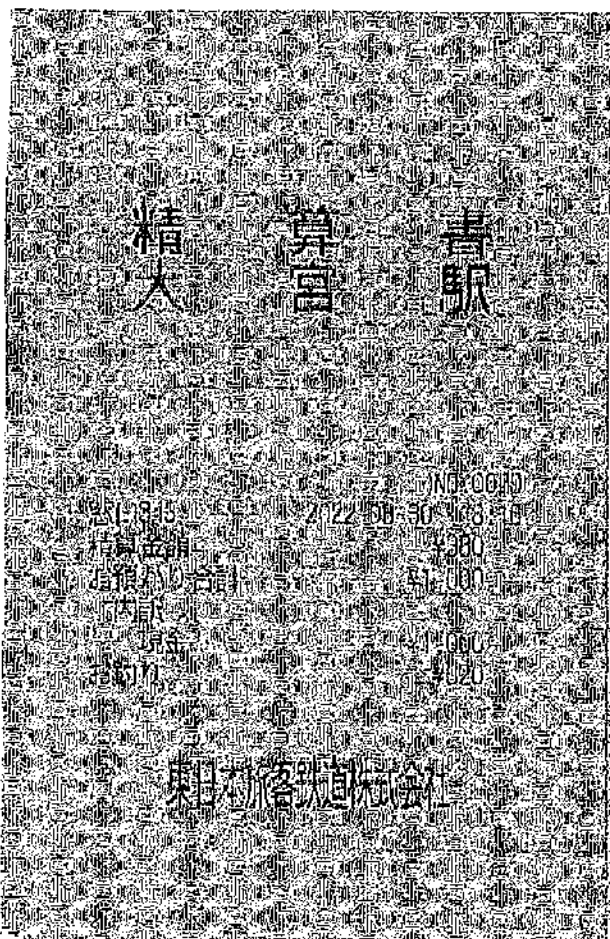 精算書
大宮駅
精算金額 ¥380
お預かり合計 ¥1,000
内訳
現金 1,000
お釣り ¥620
東日本旅客鉄道株式会社